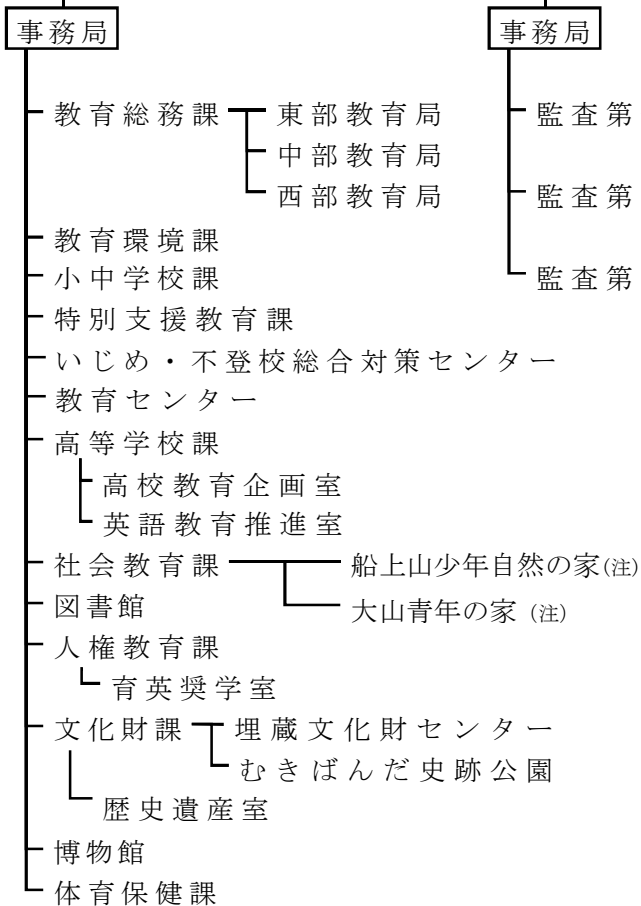 事務局
教育総務課
東部教育局
中部教育局
西部教育局
教育環境課
小中学校課
特別支援教育課
いじめ・不登校総合対策センター
教育センター
高等学校課
高校教育企画室
英語教育推進室
社会教育課
船上山少年自然の家(注)
大山青年の家 (注)
図書館
人権教育課
育英奨学室
文化財課
埋蔵文化財センター
むきばんだ史跡公園
歴史遺産室
博物館
体育保健課
事務局
監査第
監査第
監査第